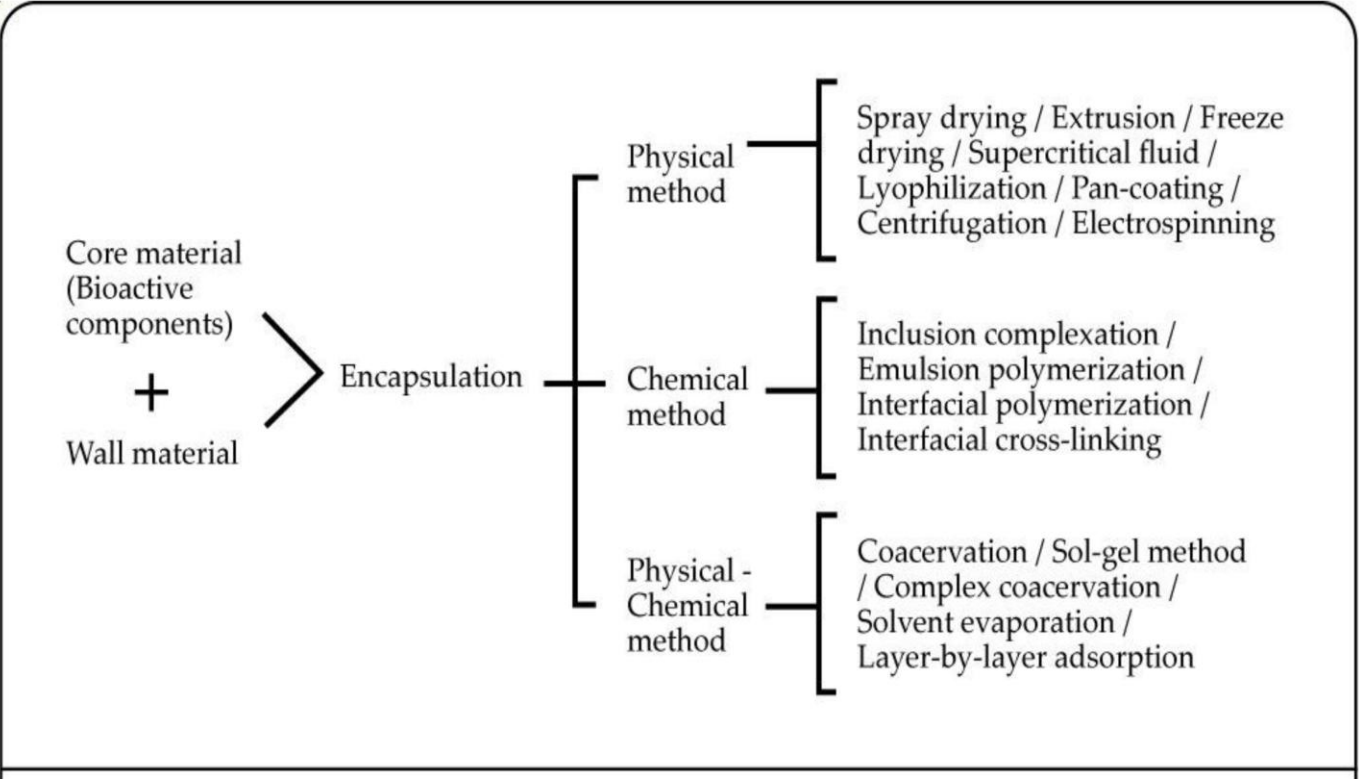 Core material
(Bioactive
components)
+
Wall material
Encapsulation
Physical
method
Spray drying / Extrusion / Freeze
drying / Supercritical fluid /
Lyophilization / Pan-coating /
Centrifugation / Electrospinning
Chemical
method
Inclusion complexation /
Emulsion polymerization /
Interfacial polymerization /
Interfacial cross-linking
Physical -
Chemical
method
Coacervation / Sol-gel method
/ Complex coacervation /
Solvent evaporation /
Layer-by-layer adsorption